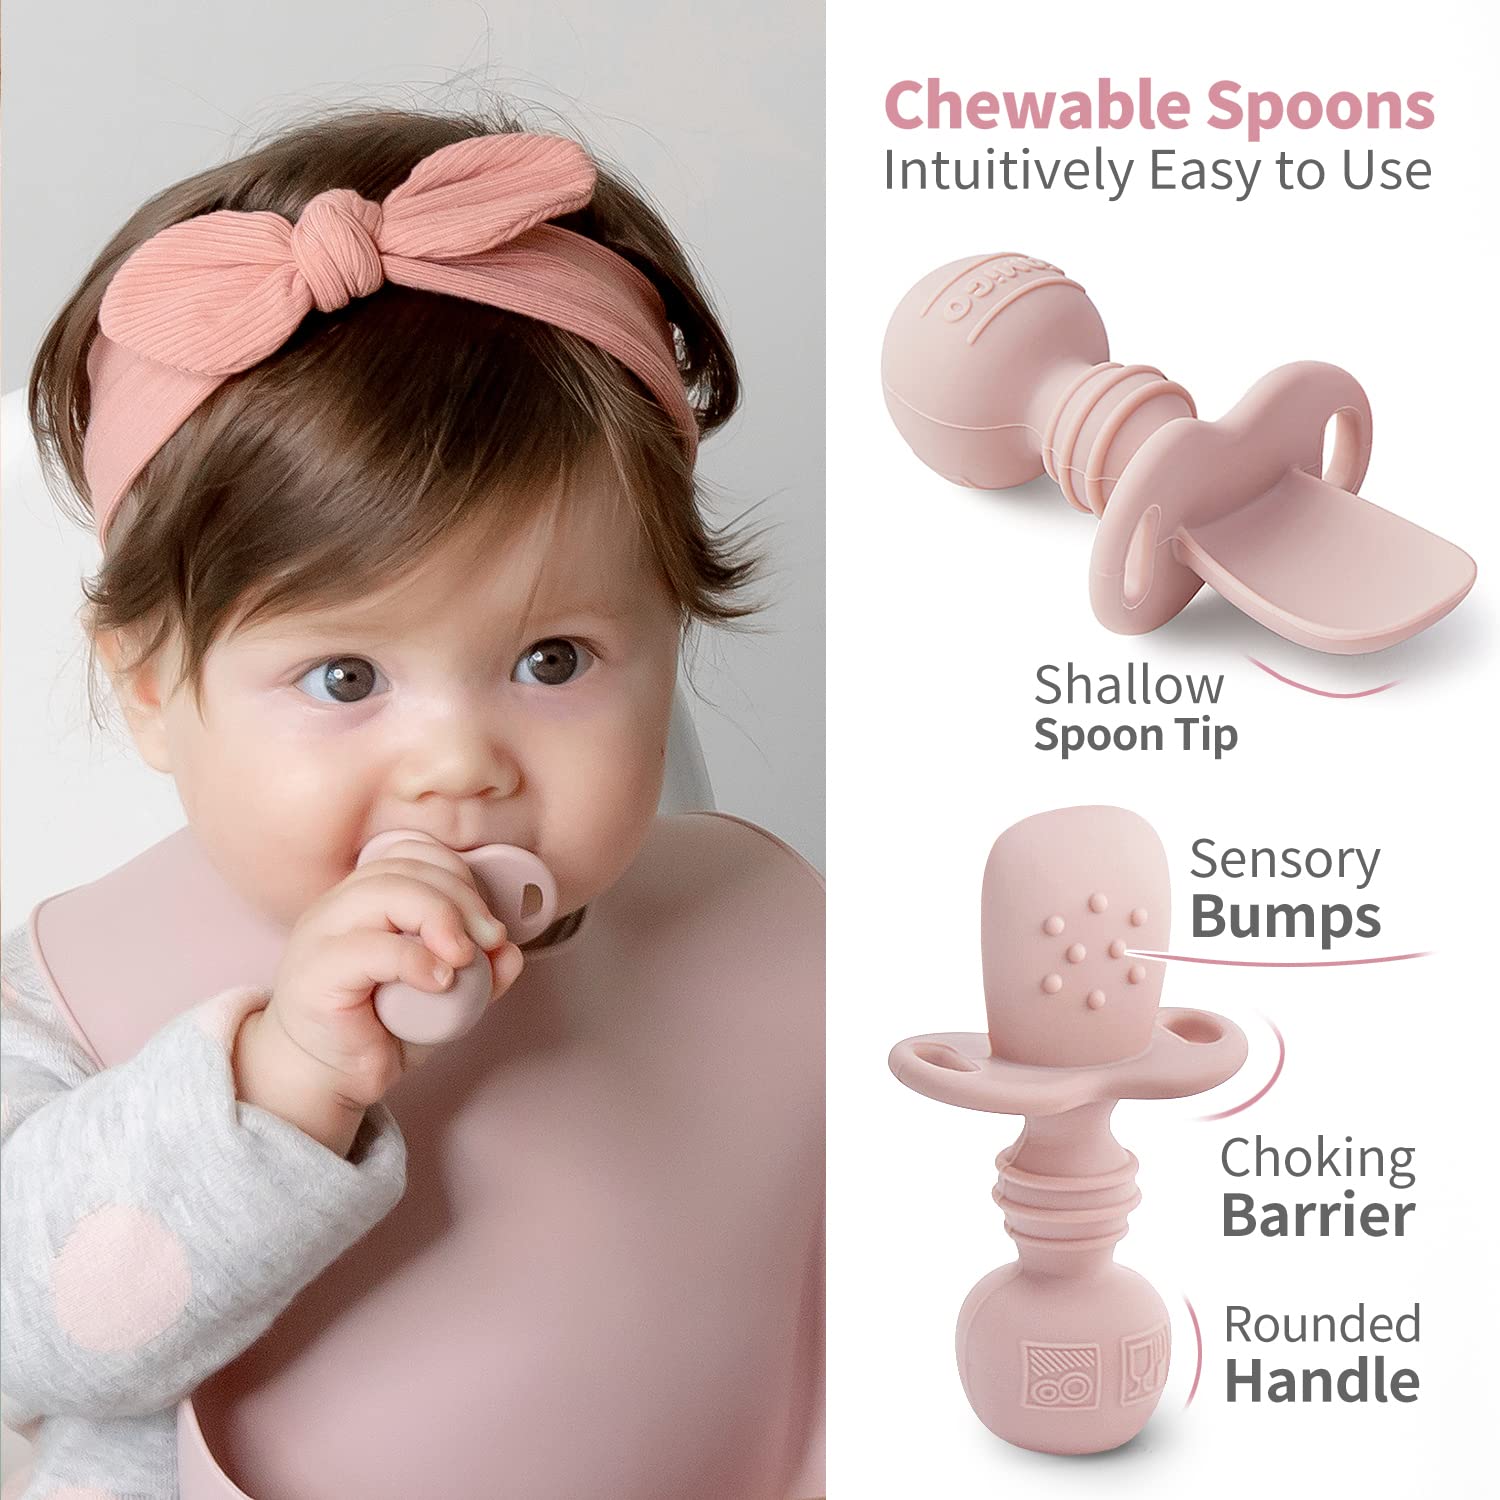 Chewable Spoons
Intuitively Easy to Use
Shallow
Spoon Tip
Sensory
Bumps
Choking
Barrier
Rounded
Handle